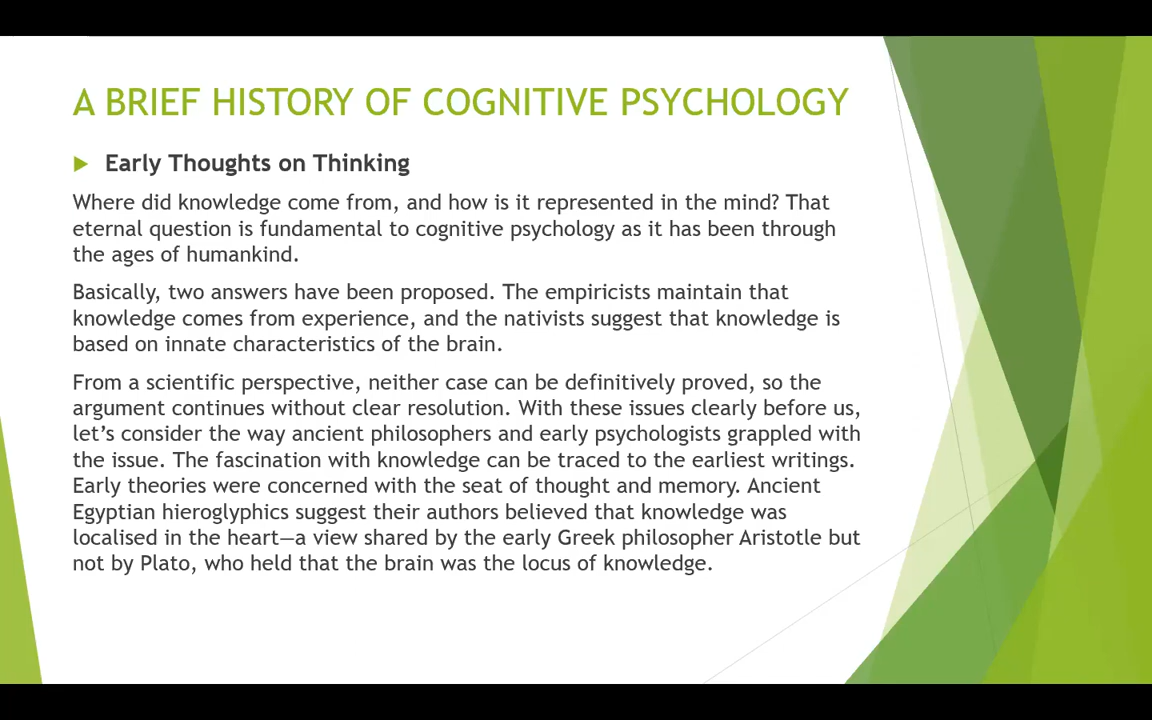 A BRIEF HISTORY OF COGNITIVE PSYCHOLOGY
Early Thoughts on Thinking
Where did knowledge come from, and how is it represented in the mind? That
eternal question is fundamental to cognitive psychology as it has been through
the ages of humankind.
Basically, two answers have been proposed. The empiricists maintain that
knowledge comes from experience, and the nativists suggest that knowledge is
based on innate characteristics of the brain.
From a scientific perspective, neither case can be definitively proved, so the
argument continues without clear resolution. With these issues clearly before us,
let’s consider the way ancient philosophers and early psychologists grappled with
the issue. The fascination with knowledge can be traced to the earliest writings.
Early theories were concerned with the seat of thought and memory. Ancient
Egyptian hieroglyphics suggest their authors believed that knowledge was
localised in the heart—a view shared by the early Greek philosopher Aristotle but
not by Plato, who held that the brain was the locus of knowledge.